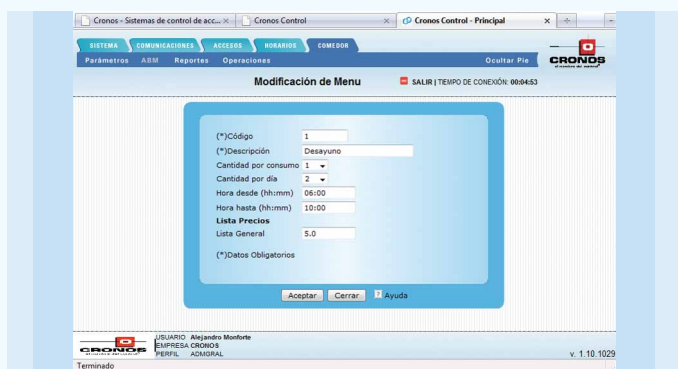 Cronos - Sistemas de control de acc... × Cronos Control × Cronos Control - Principal ×
SISTEMA COMUNICACIONES ACCESOS HORARIOS COMEDOR
Parámetros ABM Reportes Operaciones Ocultar Pie
CRONOS
Modificación de Menu SALIR | TIEMPO DE CONEXIÓN: 00:04:53
(*)Código 1
(*)Descripción Desayuno
Cantidad por consumo 1
Cantidad por día 2
Hora desde (hh:mm) 06:00
Hora hasta (hh:mm) 10:00
Lista Precios
Lista General 5.0
(*)Datos Obligatorios
Aceptar Cerrar ? Ayuda
CRONOS
USUARIO Alejandro Monforte
EMPRESA CRONOS
PERFIL ADMGRAL
v. 1.10.1029
Terminado